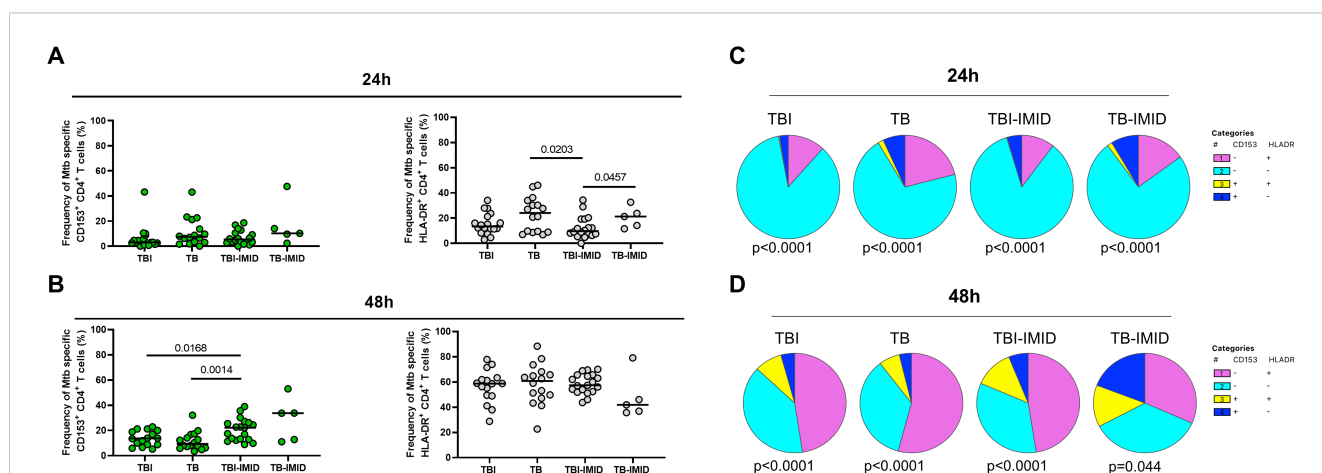 A
24h
Frequency of Mtb specific
CD153⁺ CD4⁺ T cells (%)
100
80
60
40
20
0
TBI TB TBI-IMID TB-IMID
Frequency of Mtb specific
HLA-DR⁺ CD4⁺ T cells (%)
100
80
60
40
20
0
0.0203
0.0457
TBI TB TBI-IMID TB-IMID
B
48h
Frequency of Mtb specific
CD153⁺ CD4⁺ T cells (%)
100
80
60
40
20
0
0.0168
0.0014
TBI TB TBI-IMID TB-IMID
Frequency of Mtb specific
HLA-DR⁺ CD4⁺ T cells (%)
100
80
60
40
20
0
TBI TB TBI-IMID TB-IMID
C
24h
TBI TB TBI-IMID TB-IMID
p<0.0001 p<0.0001 p<0.0001 p<0.0001
Categories
# CD153 HLADR
1 - +
2 - -
3 + +
4 + -
D
48h
TBI TB TBI-IMID TB-IMID
p<0.0001 p<0.0001 p<0.0001 p=0.044
Categories
# CD153 HLADR
1 - +
2 - -
3 + +
4 + -